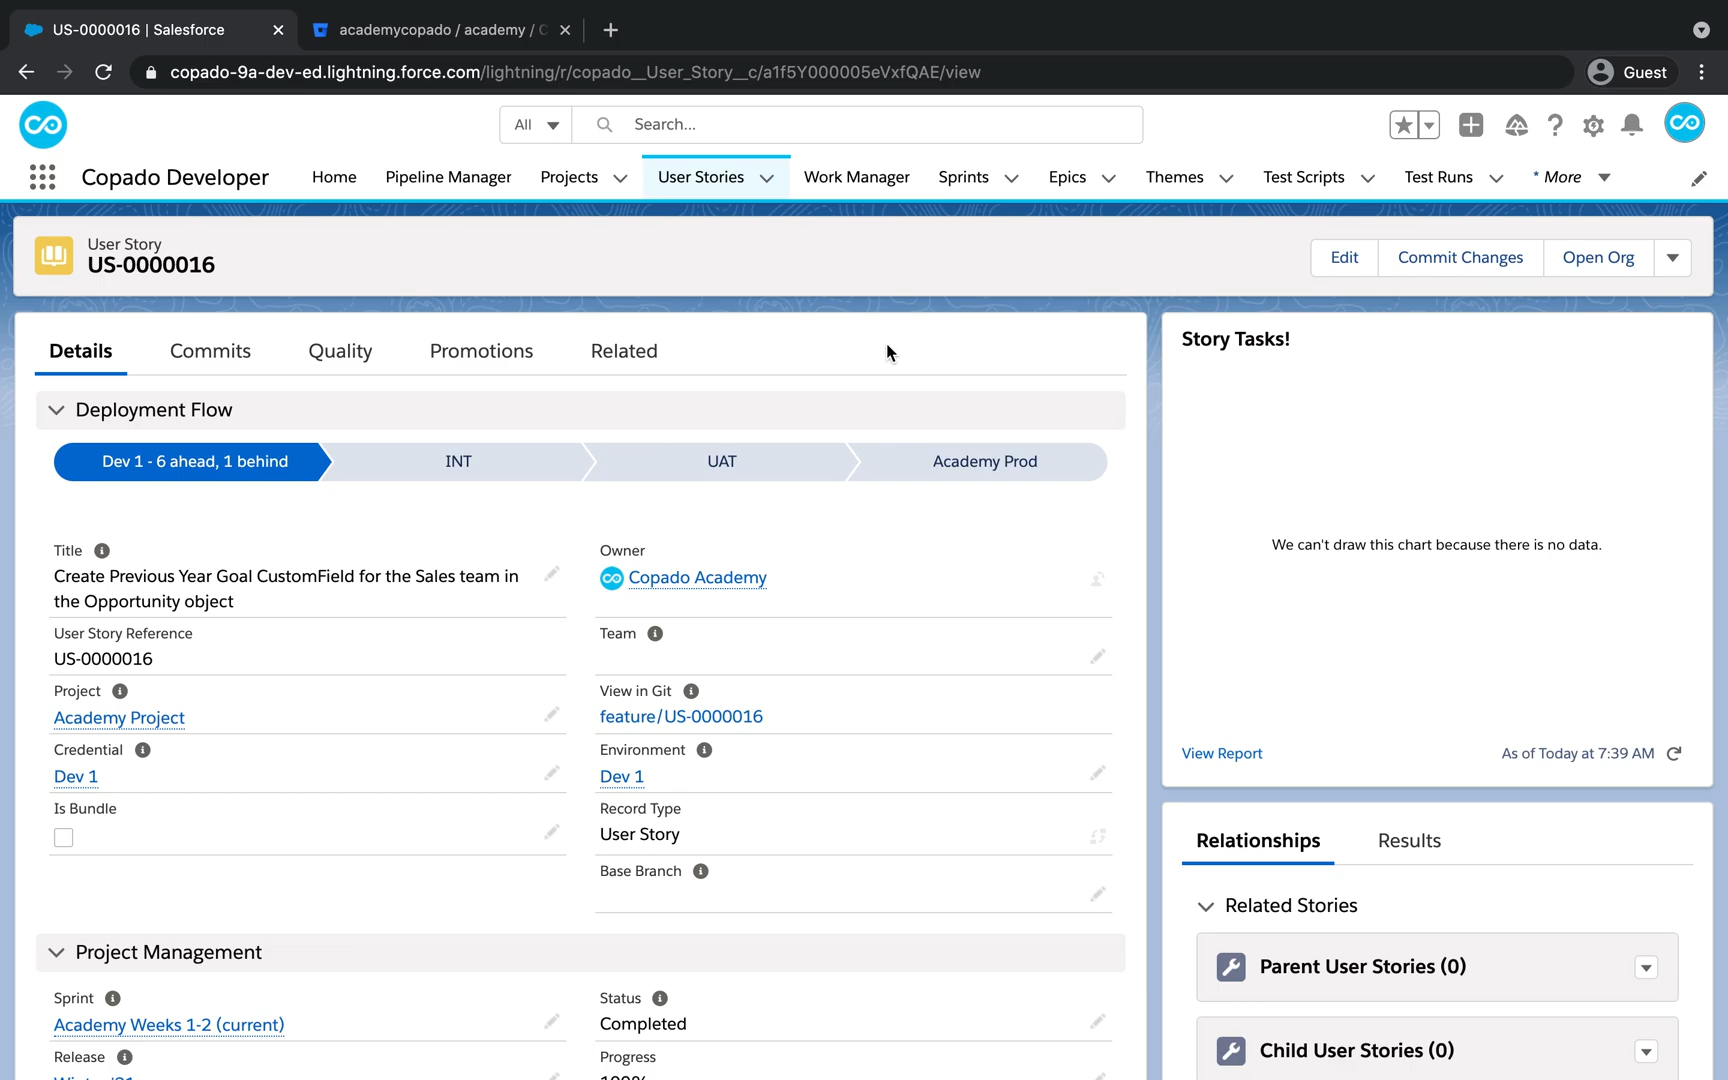 US-0000016 | Salesforce
academycopado / academy / C
copado-9a-dev-ed.lightning.force.com/lightning/r/copado__User_Story__c/a1f5Y000005eVxfQAE/view
Guest
All
Search...
Copado Developer
Home
Pipeline Manager
Projects
User Stories
Work Manager
Sprints
Epics
Themes
Test Scripts
Test Runs
* More
User Story
US-0000016
Edit
Commit Changes
Open Org
Details
Commits
Quality
Promotions
Related
Deployment Flow
Dev 1 - 6 ahead, 1 behind
INT
UAT
Academy Prod
Title
Create Previous Year Goal CustomField for the Sales team in
the Opportunity object
Owner
Copado Academy
User Story Reference
US-0000016
Team
Project
Academy Project
View in Git
feature/US-0000016
Credential
Dev 1
Environment
Dev 1
Is Bundle
Record Type
User Story
Base Branch
Project Management
Sprint
Academy Weeks 1-2 (current)
Status
Completed
Release
Progress
Story Tasks!
We can't draw this chart because there is no data.
View Report
As of Today at 7:39 AM
Relationships
Results
Related Stories
Parent User Stories (0)
Child User Stories (0)